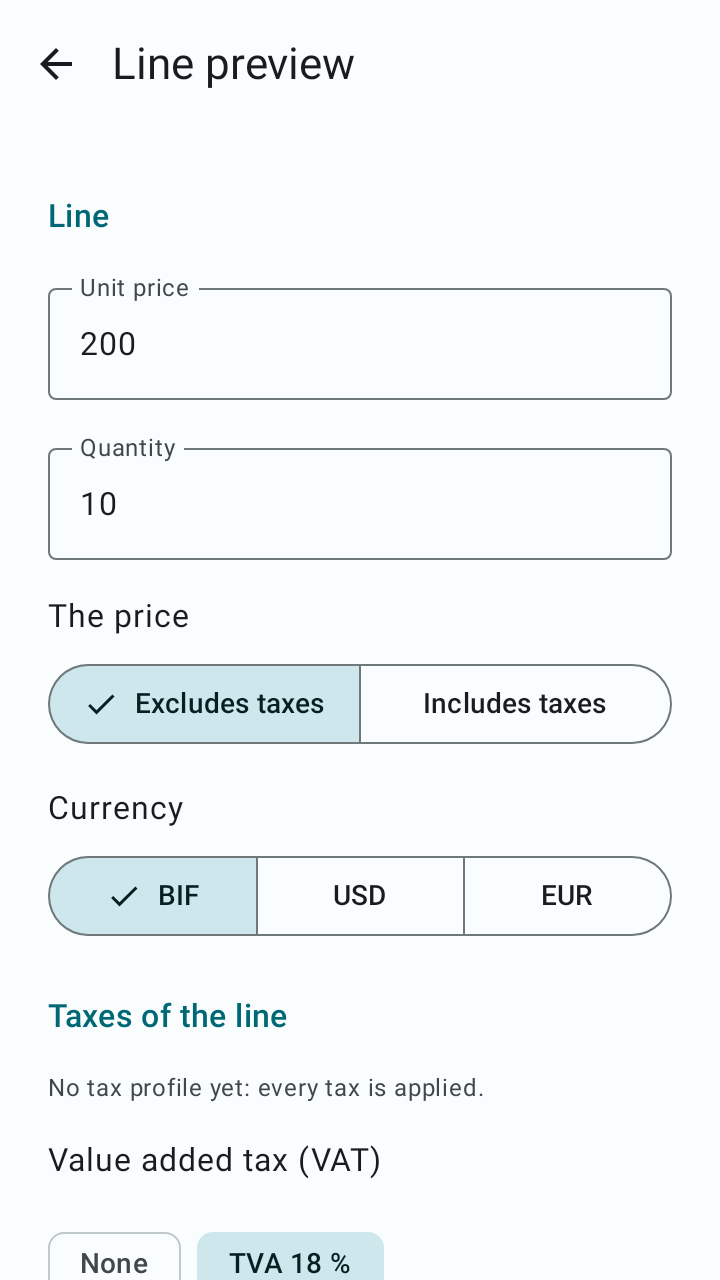 Line preview
Line
Unit price
200
Quantity
10
The price
Excludes taxes
Includes taxes
Currency
BIF
USD
EUR
Taxes of the line
No tax profile yet: every tax is applied.
Value added tax (VAT)
None
TVA 18 %